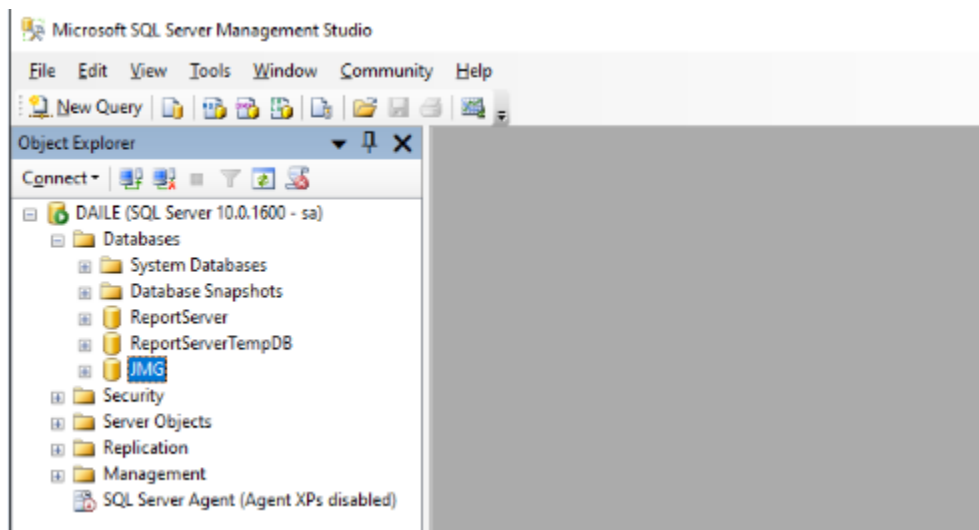 Microsoft SQL Server Management Studio
File Edit View Tools Window Community Help
New Query
Object Explorer
Connect
DAILE (SQL Server 10.0.1600 - sa)
Databases
System Databases
Database Snapshots
ReportServer
ReportServerTempDB
JMG
Security
Server Objects
Replication
Management
SQL Server Agent (Agent XPs disabled)